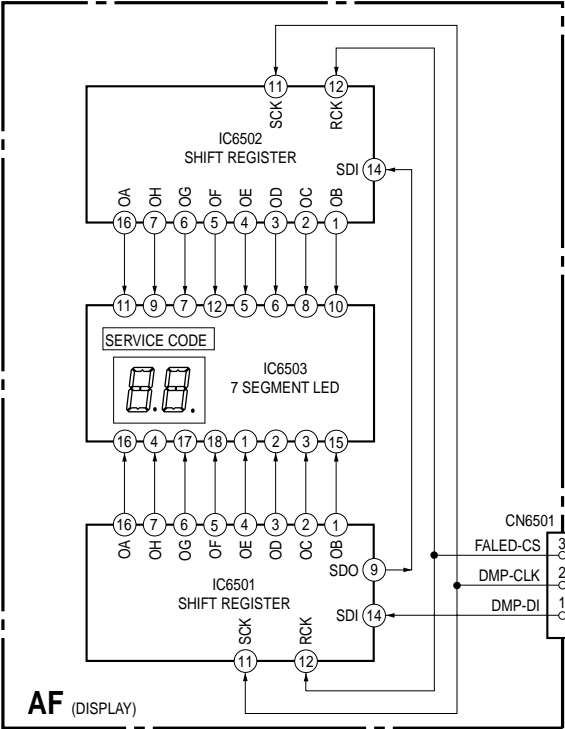 11 12
SCK RCK
IC6502
SHIFT REGISTER
SDI 14
OA OH OG OF OE OD OC OB
16 7 6 5 4 3 2 1
11 9 7 12 5 6 8 10
SERVICE CODE
8.8.
IC6503
7 SEGMENT LED
16 4 17 18 1 2 3 15
16 7 6 5 4 3 2 1
OA OH OG OF OE OD OC OB
SDO 9
IC6501
SHIFT REGISTER
SDI 14
SCK RCK
11 12
CN6501
FALED-CS 3
DMP-CLK 2
DMP-DI 1
AF (DISPLAY)